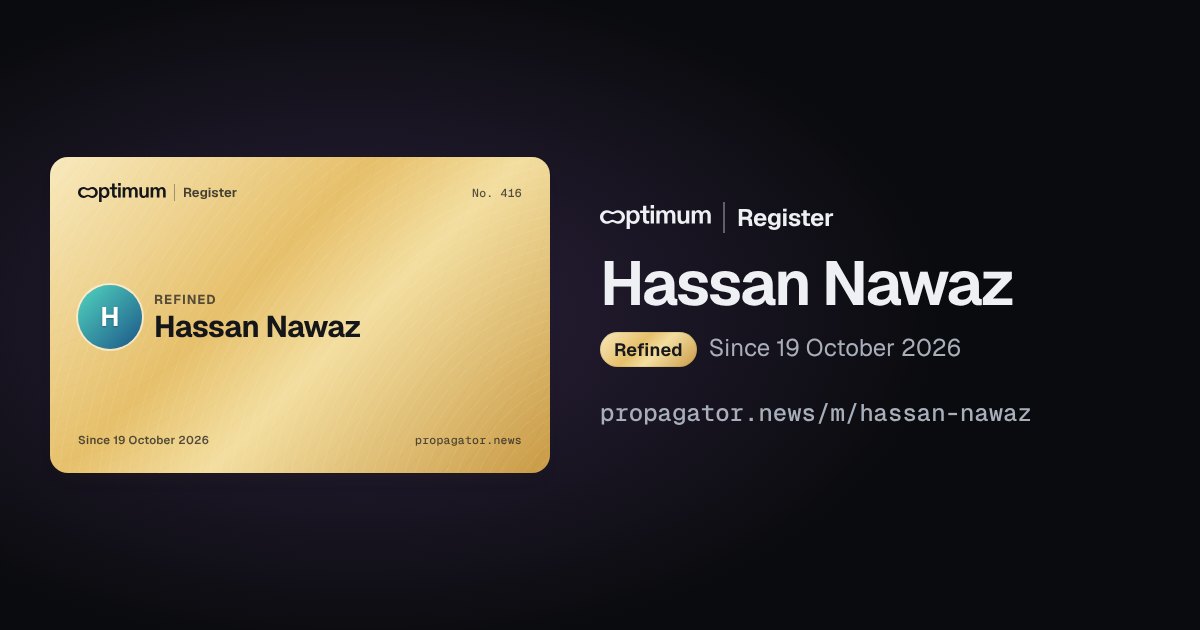 optimum | Register
No. 416
H
REFINED
Hassan Nawaz
Since 19 October 2026
propagator.news
optimum | Register
Hassan Nawaz
Refined Since 19 October 2026
propagator.news/m/hassan-nawaz